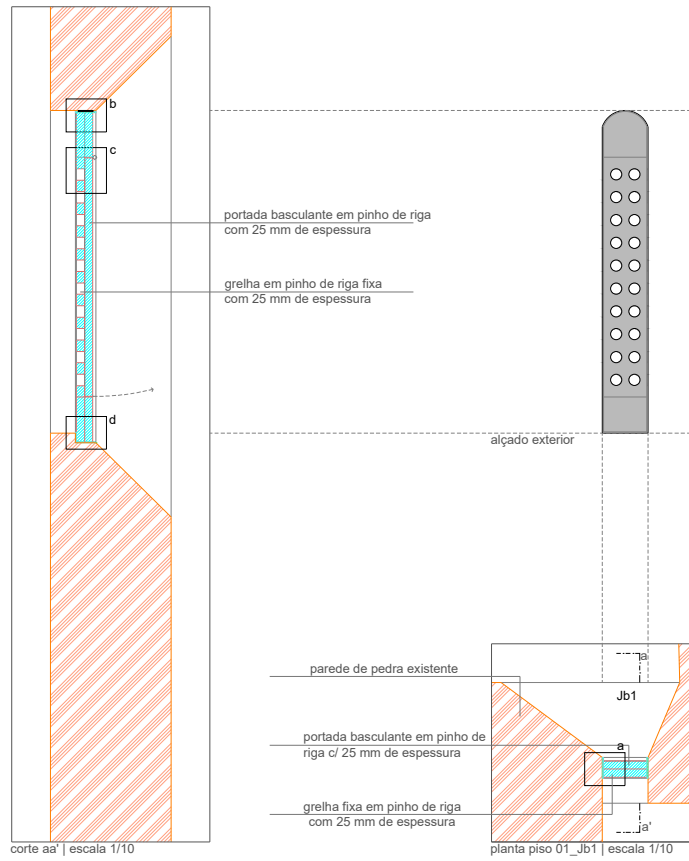 b
c
portada basculante em pinho de riga
com 25 mm de espessura
grelha em pinho de riga fixa
com 25 mm de espessura
d
alçado exterior
parede de pedra existente
a
Jb1
portada basculante em pinho de
riga c/ 25 mm de espessura
a
grelha fixa em pinho de riga
com 25 mm de espessura
a'
corte aa' | escala 1/10
planta piso 01_Jb1 | escala 1/10